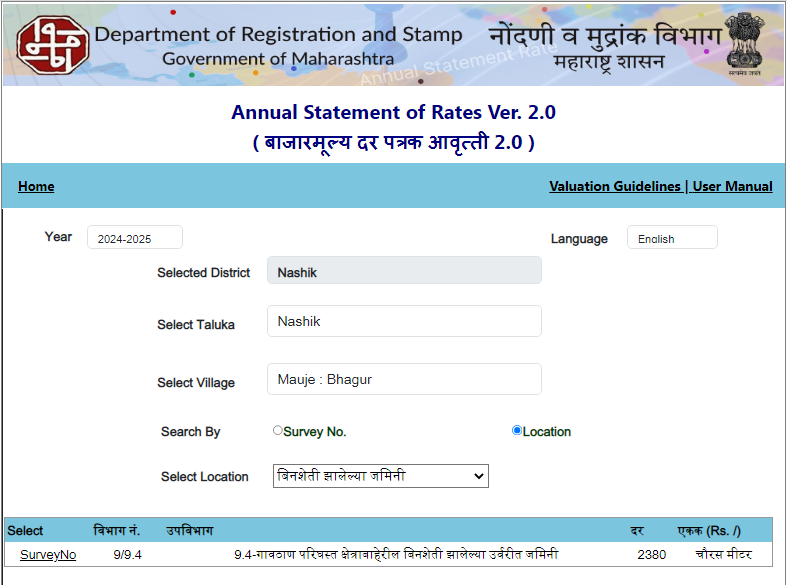 Department of Registration and Stamp
Government of Maharashtra
नोंदणी व मुद्रांक विभाग
महाराष्ट्र शासन
Annual Statement Rate
सत्यमेव जयते
Annual Statement of Rates Ver. 2.0
( बाजारमूल्य दर पत्रक आवृत्ती 2.0 )
Home Valuation Guidelines | User Manual
Year 2024-2025 Language English
Selected District Nashik
Select Taluka Nashik
Select Village Mauje : Bhagur
Search By Survey No. Location
Select Location बिनशेती झालेल्या जमिनी
Select विभाग नं. उपविभाग दर एकक (Rs. /)
SurveyNo 9/9.4 9.4-गावठाण परिघस्त क्षेत्राबाहेरील बिनशेती झालेल्या उर्वरीत जमिनी 2380 चौरस मीटर